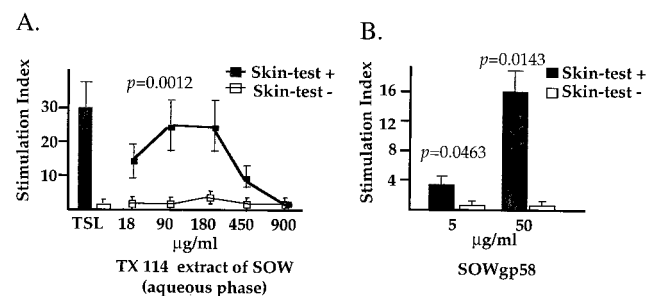 A.
p=0.0012
Skin-test +
Skin-test -
Stimulation Index
30
20
10
TSL 18 90 180 450 900
µg/ml
TX 114 extract of SOW
(aqueous phase)
B.
p=0.0143
Skin-test +
Skin-test -
Stimulation Index
16
12
8
4
p=0.0463
5 50
µg/ml
SOWgp58